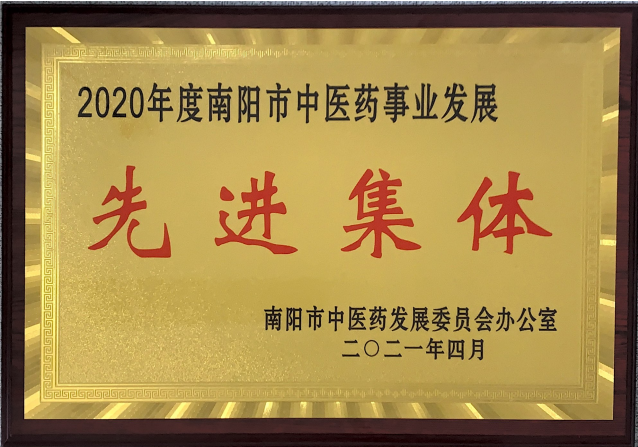 2020年度南阳市中医药事业发展
先进集体
南阳市中医药发展委员会办公室
二〇二一年四月